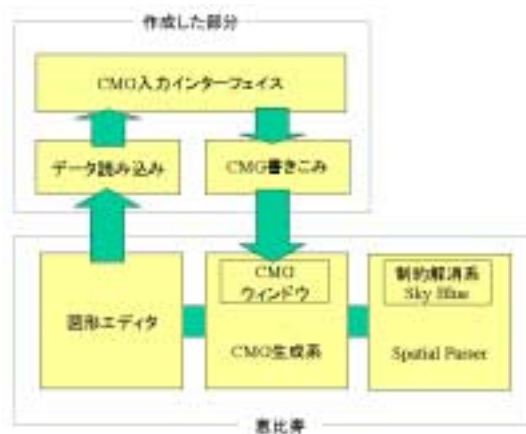 作成した部分
CMG入力インターフェイス
データ読み込み
CMG書きこみ
CMG
ウィンドウ
制約解消系
Sky Blue
図形エディタ
CMG生成系
Spatial Parser
恵比寿